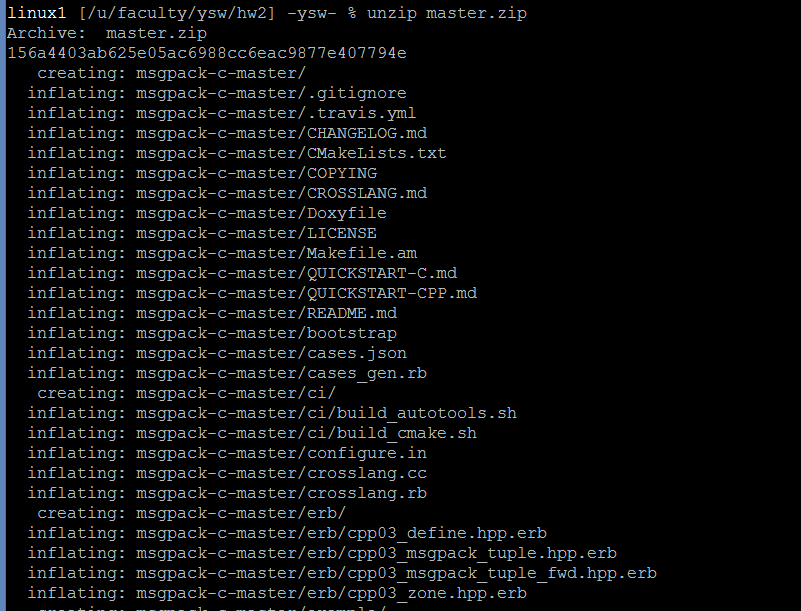 linux1 [/u/faculty/ysw/hw2] -ysw- % unzip master.zip
Archive:  master.zip
156a4403ab625e05ac6988cc6eac9877e407794e
   creating: msgpack-c-master/
  inflating: msgpack-c-master/.gitignore
  inflating: msgpack-c-master/.travis.yml
  inflating: msgpack-c-master/CHANGELOG.md
  inflating: msgpack-c-master/CMakeLists.txt
  inflating: msgpack-c-master/COPYING
  inflating: msgpack-c-master/CROSSLANG.md
  inflating: msgpack-c-master/Doxyfile
  inflating: msgpack-c-master/LICENSE
  inflating: msgpack-c-master/Makefile.am
  inflating: msgpack-c-master/QUICKSTART-C.md
  inflating: msgpack-c-master/QUICKSTART-CPP.md
  inflating: msgpack-c-master/README.md
  inflating: msgpack-c-master/bootstrap
  inflating: msgpack-c-master/cases.json
  inflating: msgpack-c-master/cases_gen.rb
   creating: msgpack-c-master/ci/
  inflating: msgpack-c-master/ci/build_autotools.sh
  inflating: msgpack-c-master/ci/build_cmake.sh
  inflating: msgpack-c-master/configure.in
  inflating: msgpack-c-master/crosslang.cc
  inflating: msgpack-c-master/crosslang.rb
   creating: msgpack-c-master/erb/
  inflating: msgpack-c-master/erb/cpp03_define.hpp.erb
  inflating: msgpack-c-master/erb/cpp03_msgpack_tuple.hpp.erb
  inflating: msgpack-c-master/erb/cpp03_msgpack_tuple_fwd.hpp.erb
  inflating: msgpack-c-master/erb/cpp03_zone.hpp.erb
   creating: msgpack-c-master/example/